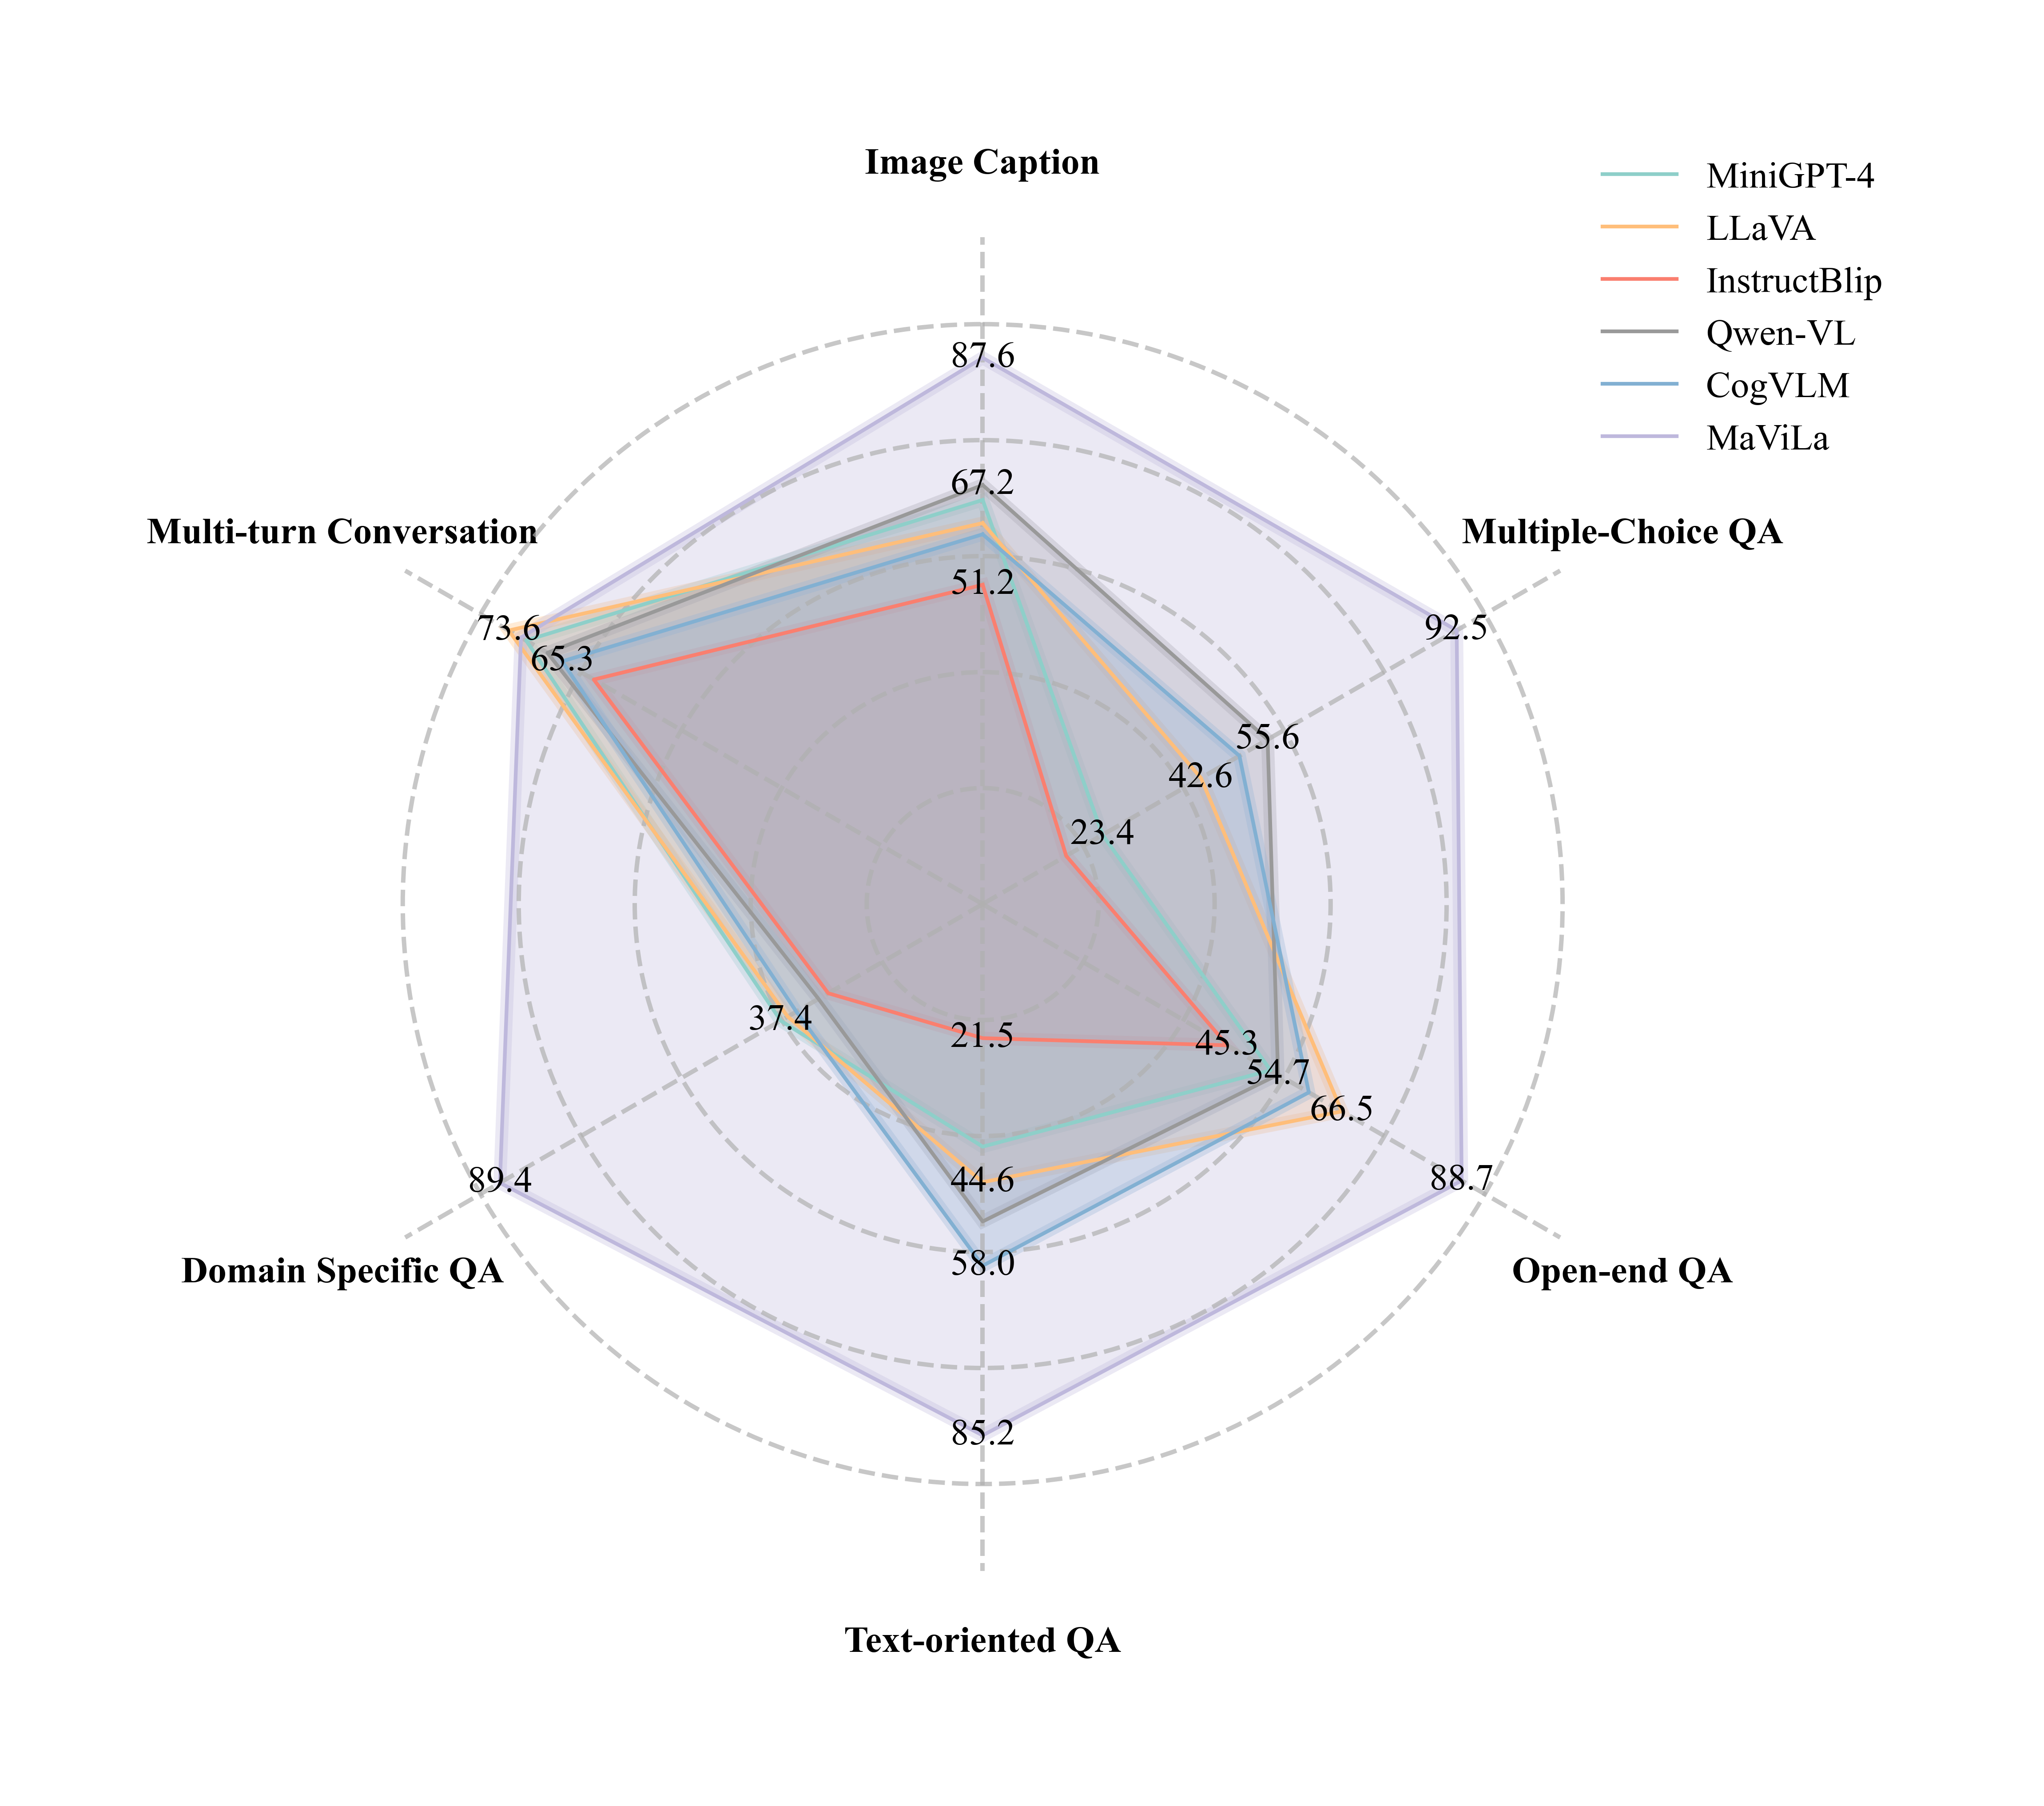 Image Caption
MiniGPT-4
LLaVA
InstructBlip
Qwen-VL
CogVLM
MaViLa
87.6
67.2
Multi-turn Conversation
Multiple-Choice QA
51.2
73.6
92.5
65.3
55.6
42.6
23.4
37.4
21.5
45.3
54.7
66.5
44.6
89.4
88.7
58.0
Domain Specific QA
Open-end QA
85.2
Text-oriented QA